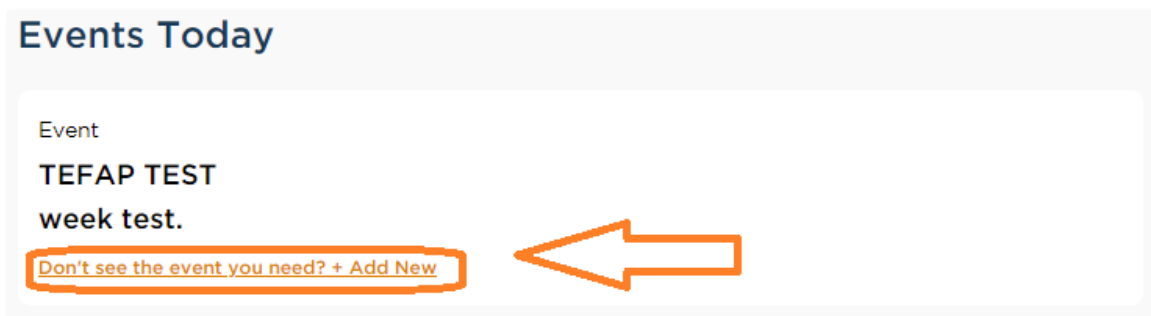 Events Today
Event
TEFAP TEST
week test.
Don't see the event you need? + Add New